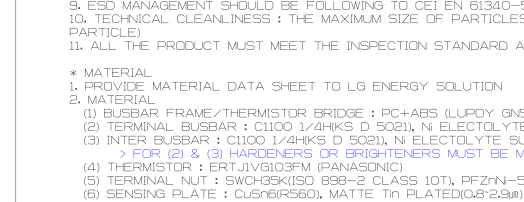 9. ESD MANAGEMENT SHOULD BE FOLLOWING TO CEI EN 61340-5
10. TECHNICAL CLEANLINESS : THE MAXIMUM SIZE OF PARTICLES
PARTICLE)
11. ALL THE PRODUCT MUST MEET THE INSPECTION STANDARD A
* MATERIAL
1. PROVIDE MATERIAL DATA SHEET TO LG ENERGY SOLUTION
2. MATERIAL
(1) BUSBAR FRAME/THERMISTOR BRIDGE : PC+ABS (LUPOY GNS
(2) TERMINAL BUSBAR : C1100 1/4H(KS D 5021), Ni ELECTOLYTE
(3) INTER BUSBAR : C1100 1/4H(KS D 5021), Ni ELECTOLYTE SU
> FOR (2) & (3) HARDENERS OR BRIGHTENERS MUST BE M
(4) THERMISTOR : ERTJ1VG103FM (PANASONIC)
(5) TERMINAL NUT : SWCH35K(ISO 898-2 CLASS 10T), PFZnNi-5
(6) SENSING PLATE : CuSn6(R560), MATTE Tin PLATED(0.8~2.9㎛)